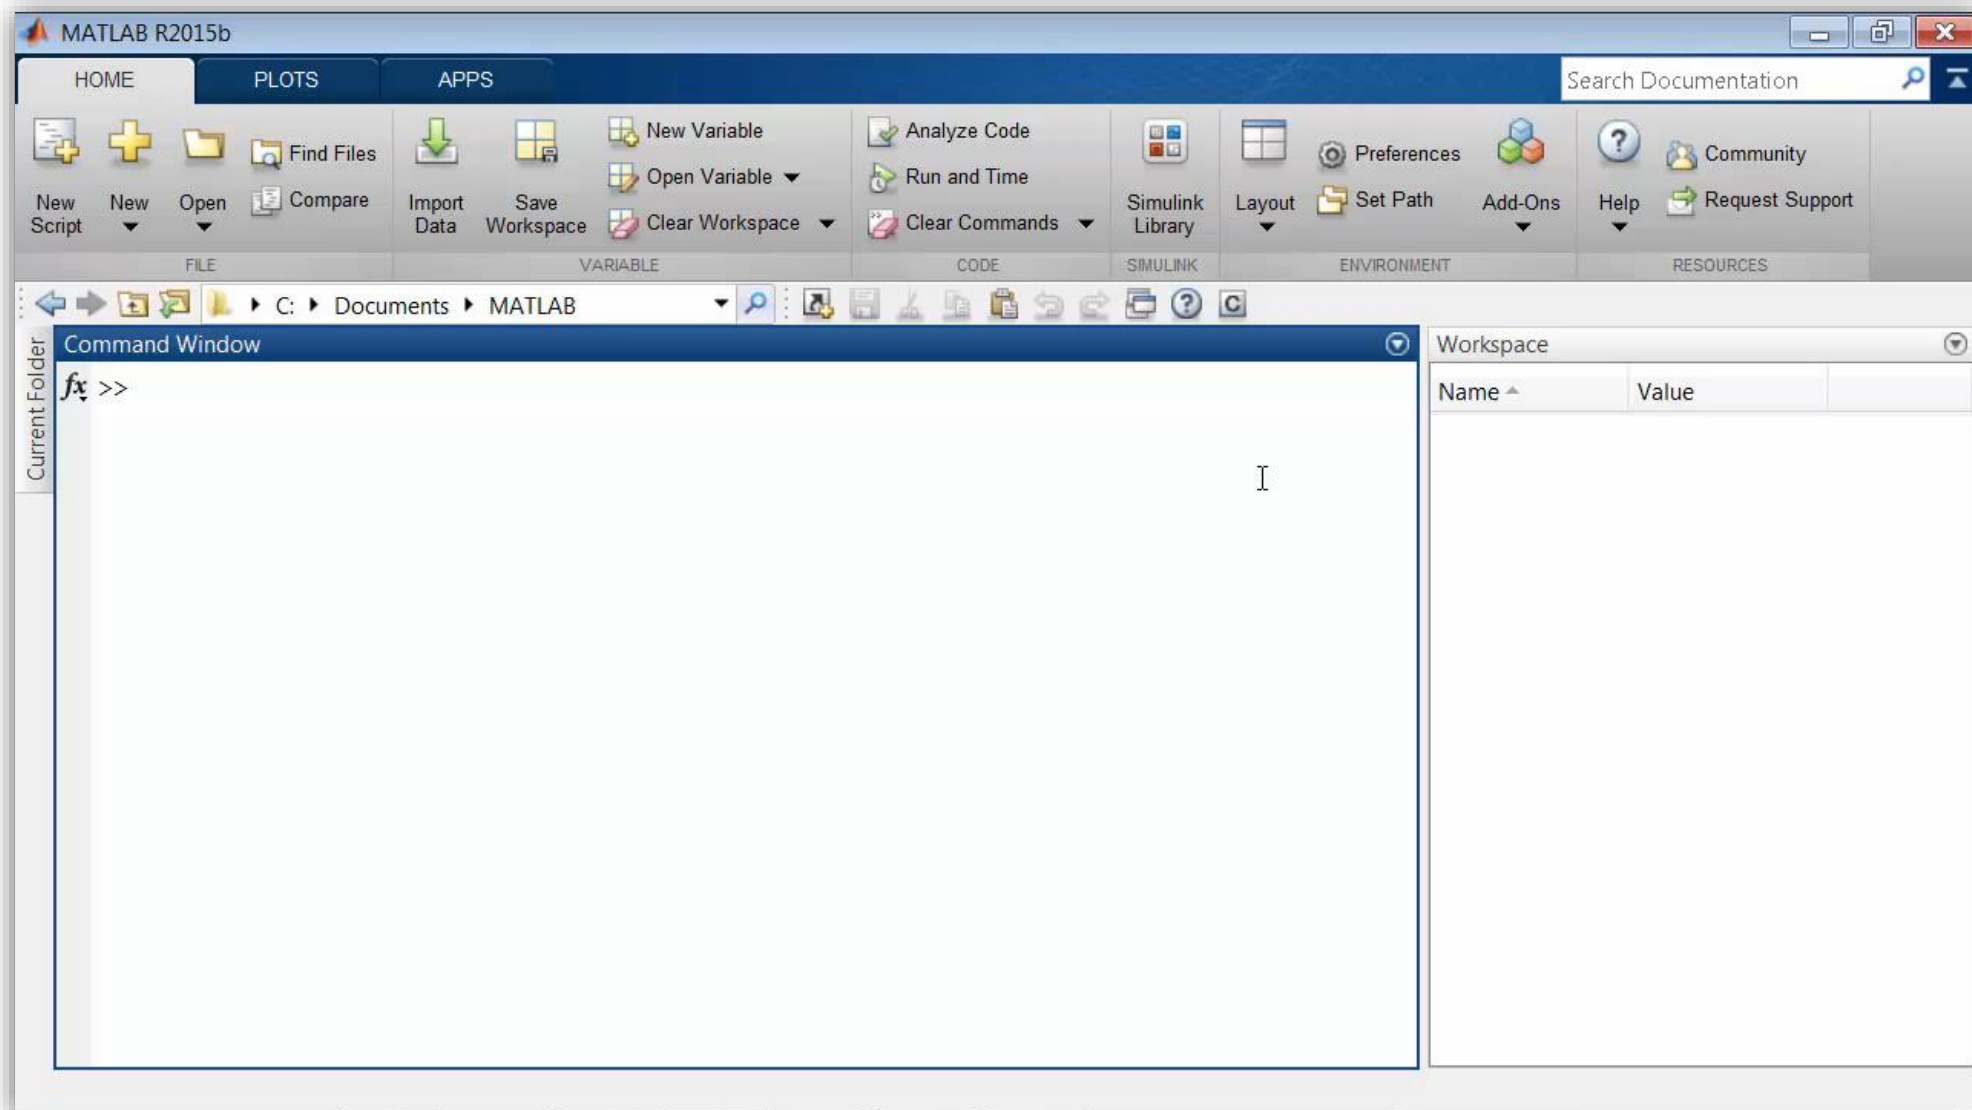 MATLAB R2015b
HOME PLOTS APPS Search Documentation
New Script New Open Find Files Compare
Import Data Save Workspace New Variable Open Variable Clear Workspace
Analyze Code Run and Time Clear Commands
Simulink Library
Layout Preferences Set Path Add-Ons
Help Community Request Support
FILE VARIABLE CODE SIMULINK ENVIRONMENT RESOURCES
C: Documents MATLAB
Current Folder
Command Window
fx >>
Workspace
Name Value